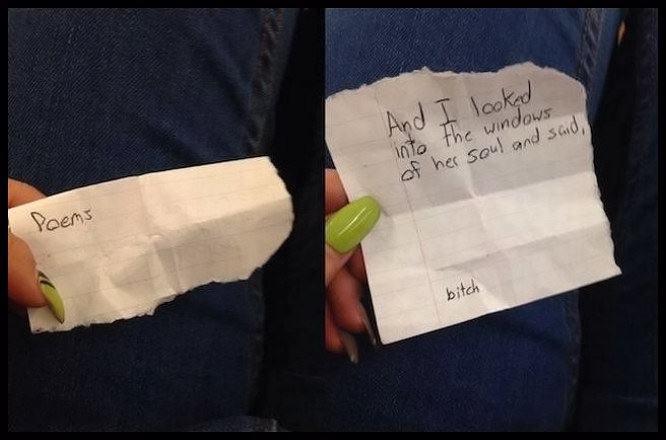 Poems
And I looked
into the windows
of her soul and said,
bitch